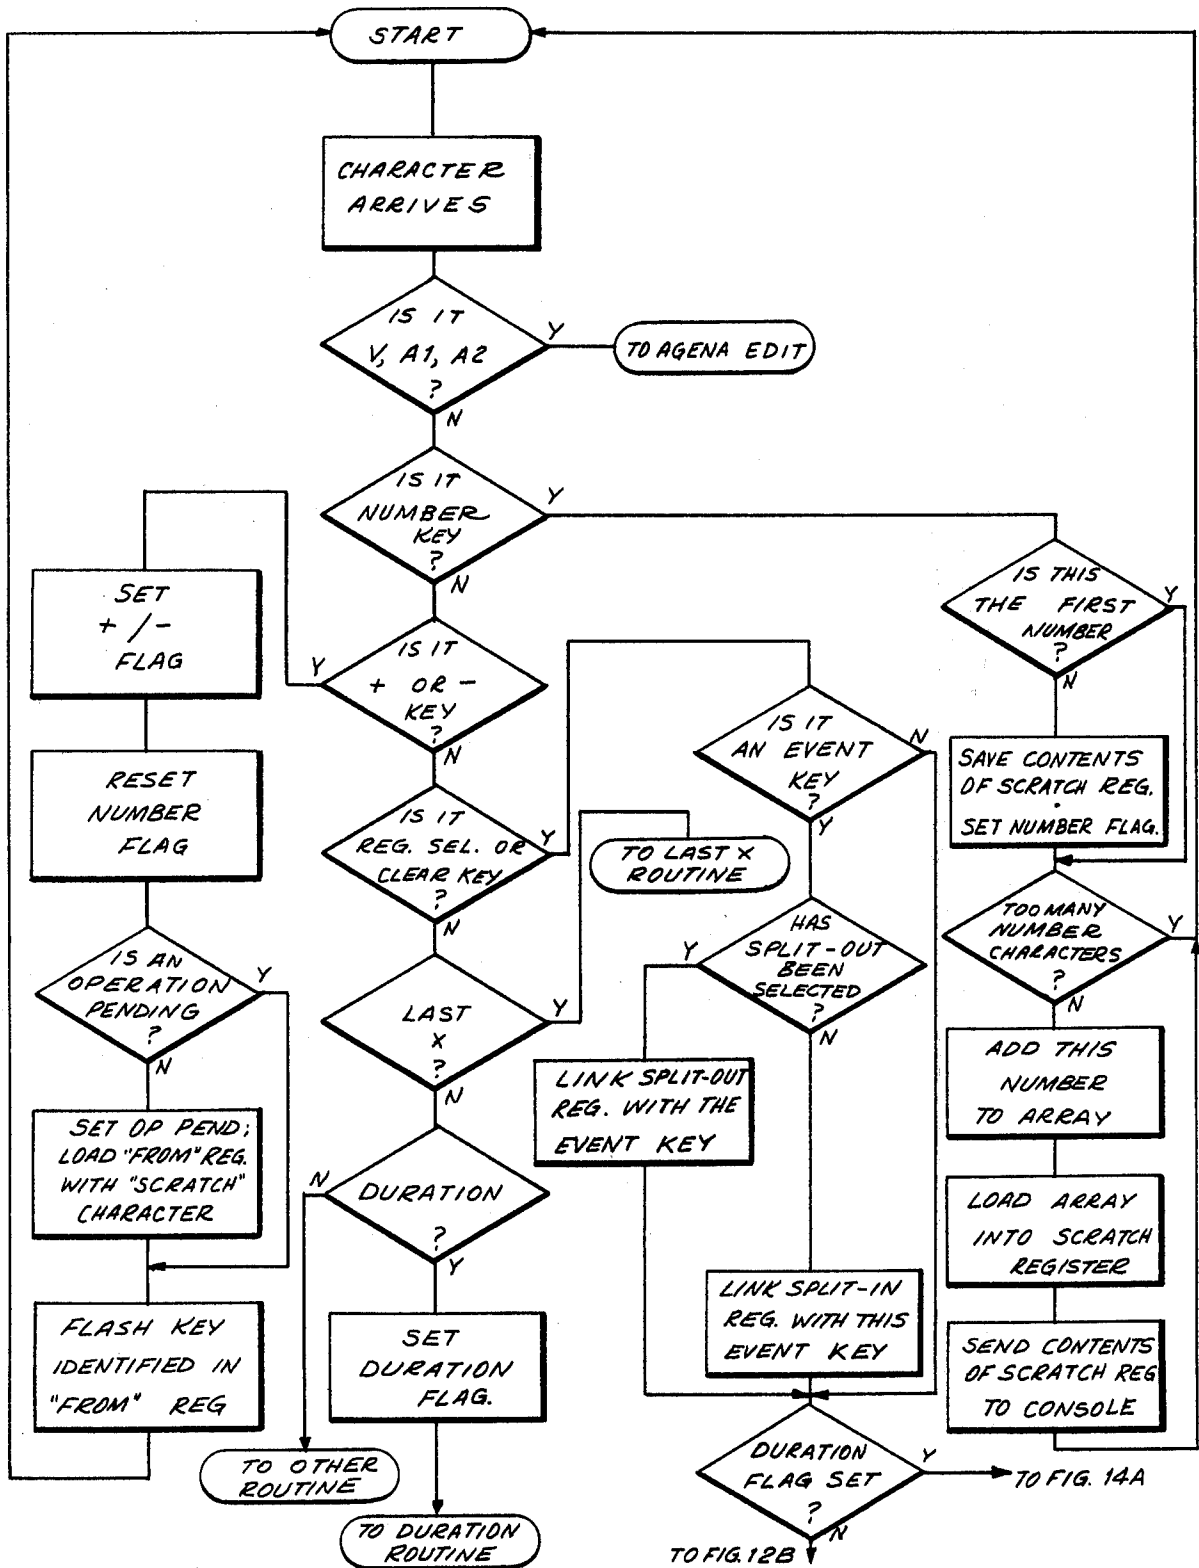 START
CHARACTER
ARRIVES
IS IT
V, A1, A2
?
Y
N
TO AGENA EDIT
IS IT
NUMBER
KEY
?
Y
N
IS THIS
THE FIRST
NUMBER
?
Y
N
SAVE CONTENTS
OF SCRATCH REG.
SET NUMBER FLAG.
TOO MANY
NUMBER
CHARACTERS
?
Y
N
ADD THIS
NUMBER
TO ARRAY
LOAD ARRAY
INTO SCRATCH
REGISTER
SEND CONTENTS
OF SCRATCH REG
TO CONSOLE
IS IT
+ OR -
KEY
?
Y
N
SET
+ / -
FLAG
RESET
NUMBER
FLAG
IS AN
OPERATION
PENDING
?
Y
N
SET OP PEND;
LOAD "FROM" REG.
WITH "SCRATCH"
CHARACTER
FLASH KEY
IDENTIFIED IN
"FROM" REG
IS IT
REG. SEL. OR
CLEAR KEY
?
Y
N
IS IT
AN EVENT
KEY
?
N
Y
HAS
SPLIT-OUT
BEEN
SELECTED
?
Y
N
LINK SPLIT-OUT
REG. WITH THE
EVENT KEY
LINK SPLIT-IN
REG. WITH THIS
EVENT KEY
DURATION
FLAG SET
?
Y
N
TO FIG. 14A
TO FIG. 12B
LAST
X
?
Y
N
TO LAST X
ROUTINE
DURATION
?
N
Y
SET
DURATION
FLAG.
TO OTHER
ROUTINE
TO DURATION
ROUTINE